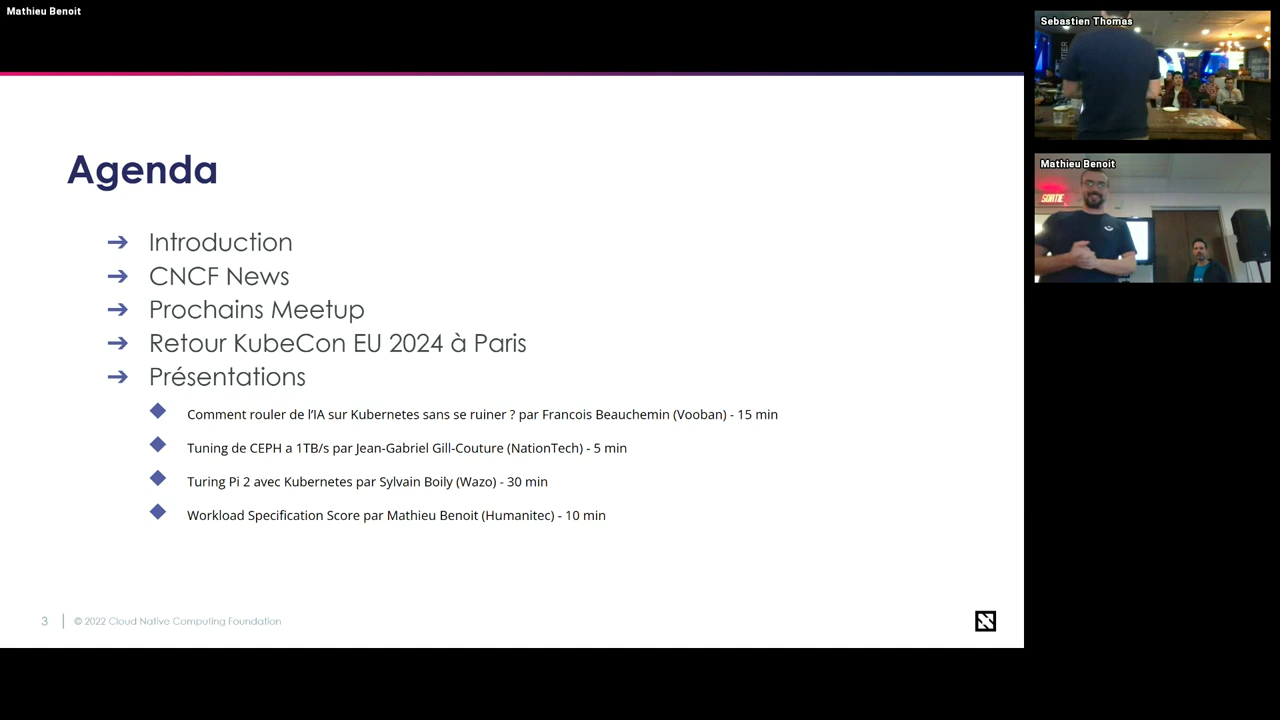 Mathieu Benoit
Sebastien Thomas
Mathieu Benoit
SORTIE
Agenda
➔ Introduction
➔ CNCF News
➔ Prochains Meetup
➔ Retour KubeCon EU 2024 à Paris
➔ Présentations
◆ Comment rouler de l’IA sur Kubernetes sans se ruiner ? par Francois Beauchemin (Vooban) - 15 min
◆ Tuning de CEPH a 1TB/s par Jean-Gabriel Gill-Couture (NationTech) - 5 min
◆ Turing Pi 2 avec Kubernetes par Sylvain Boily (Wazo) - 30 min
◆ Workload Specification Score par Mathieu Benoit (Humanitec) - 10 min
3 | © 2022 Cloud Native Computing Foundation